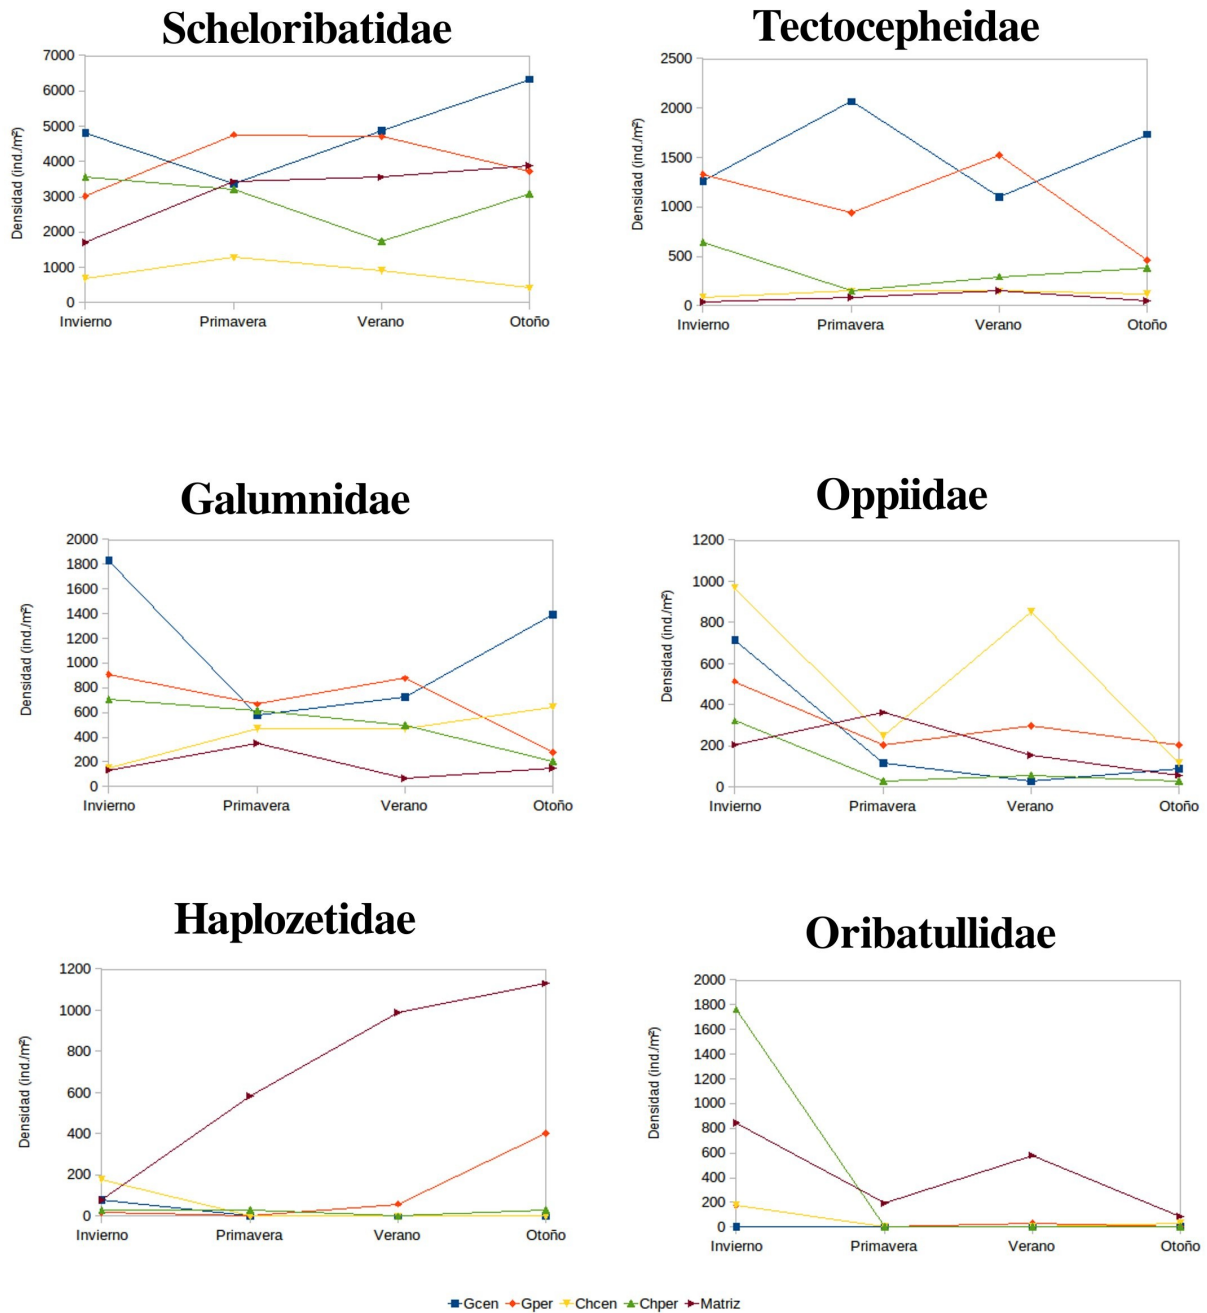 Scheloribatidae
7000
6000
5000
4000
3000
2000
1000
0
Densidad (ind./m²)
Invierno Primavera Verano Otoño
Tectocepheidae
2500
2000
1500
1000
500
0
Densidad (ind./m²)
Invierno Primavera Verano Otoño
Galumnidae
2000
1800
1600
1400
1200
1000
800
600
400
200
0
Densidad (ind./m²)
Invierno Primavera Verano Otoño
Oppiidae
1200
1000
800
600
400
200
0
Densidad (ind./m²)
Invierno Primavera Verano Otoño
Haplozetidae
1200
1000
800
600
400
200
0
Densidad (ind./m²)
Invierno Primavera Verano Otoño
Oribatullidae
2000
1800
1600
1400
1200
1000
800
600
400
200
0
Densidad (ind./m²)
Invierno Primavera Verano Otoño
Gcen Gper Chcen Chper Matriz